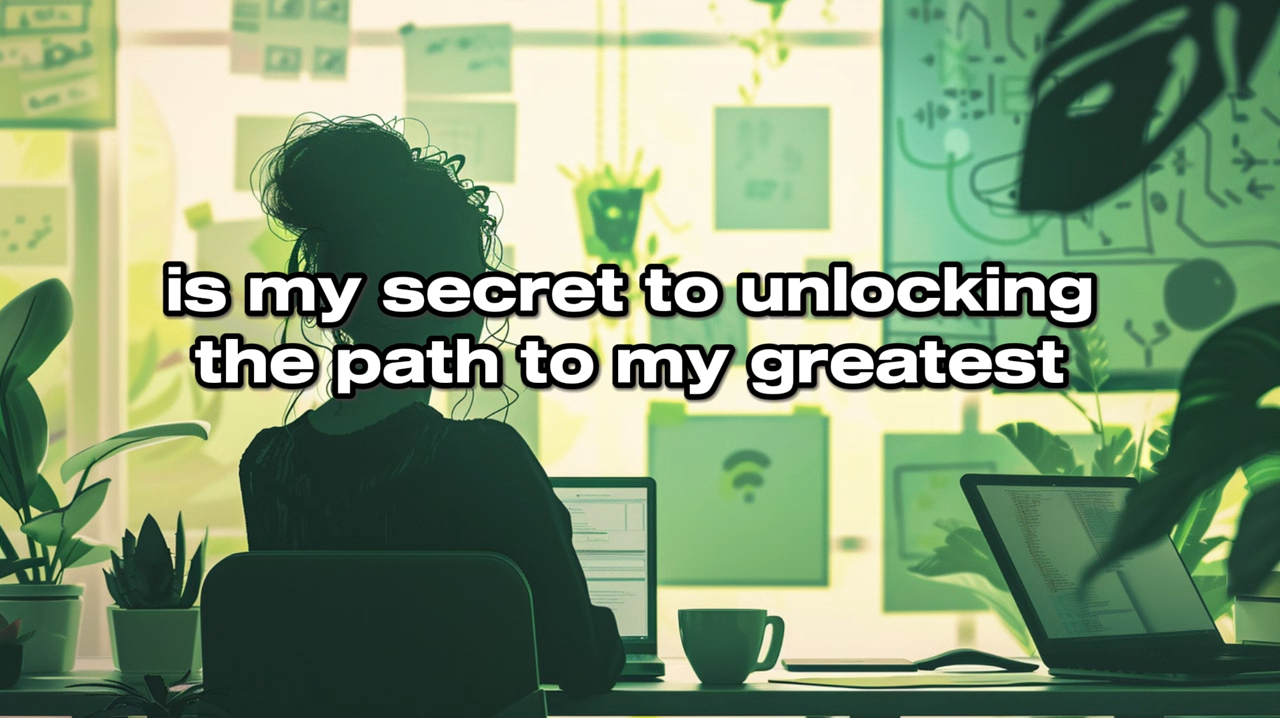 is my secret to unlocking
the path to my greatest